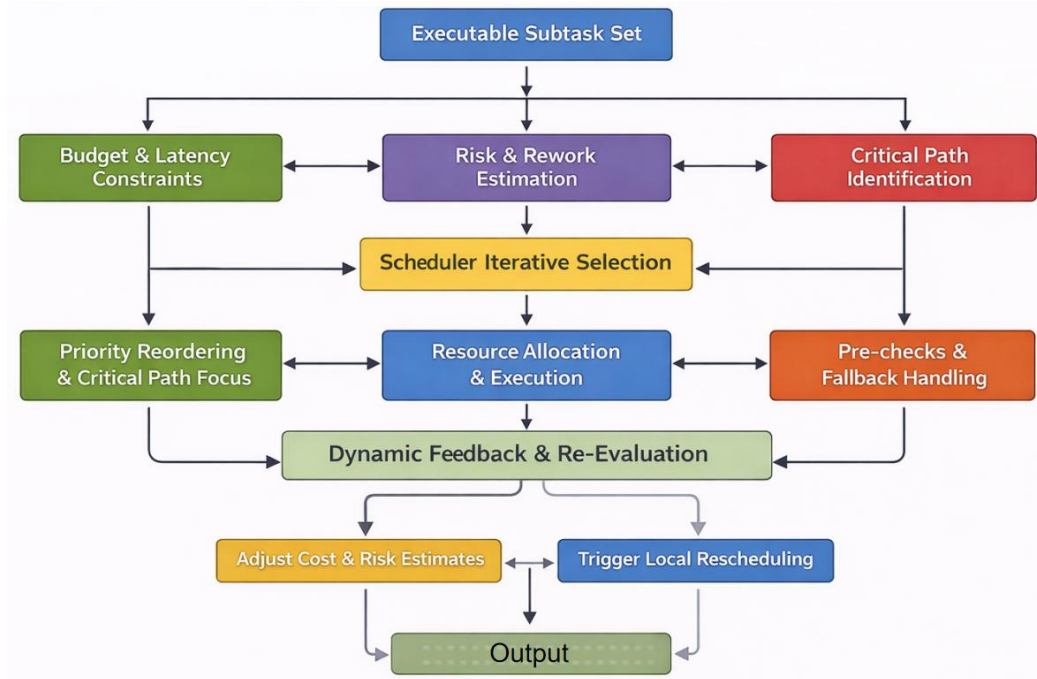 Executable Subtask Set
Budget & Latency
Constraints
Risk & Rework
Estimation
Critical Path
Identification
Scheduler Iterative Selection
Priority Reordering
& Critical Path Focus
Resource Allocation
& Execution
Pre-checks &
Fallback Handling
Dynamic Feedback & Re-Evaluation
Adjust Cost & Risk Estimates
Trigger Local Rescheduling
Output